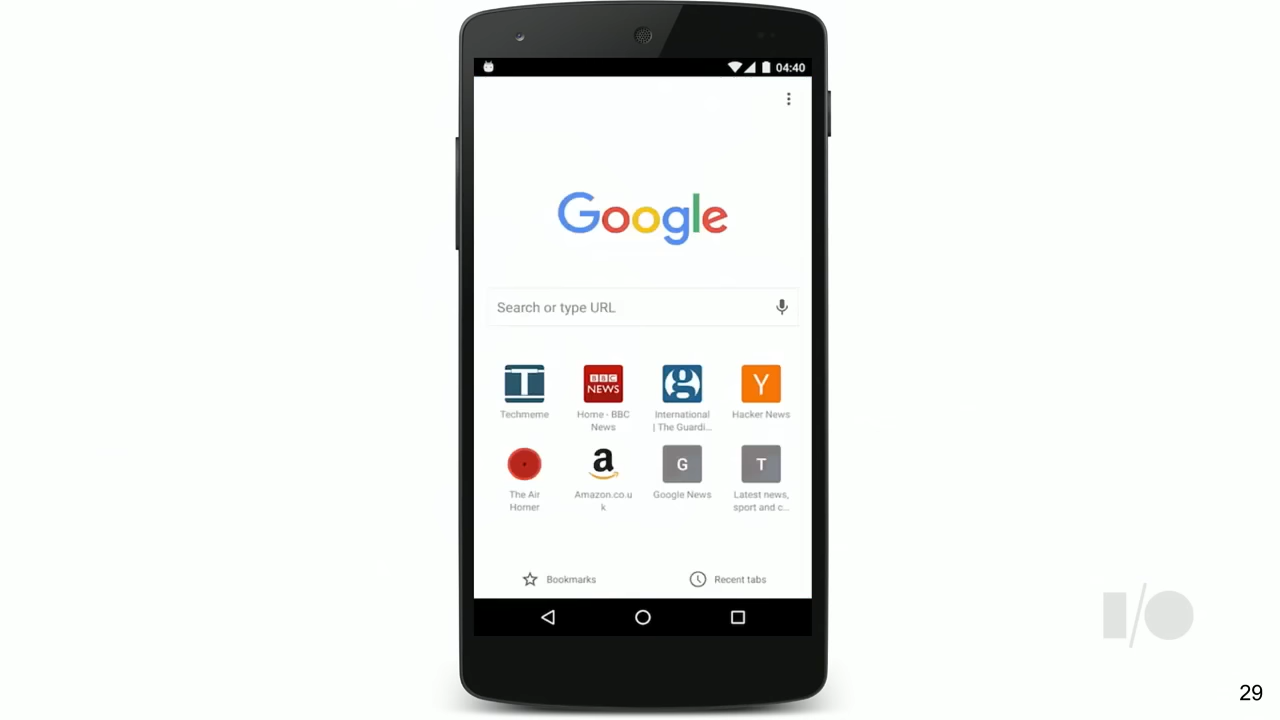 04:40
Google
Search or type URL
T
BBC
NEWS
g
Y
Techmeme
Home - BBC
News
International
| The Guardi...
Hacker News
a
G
T
The Air
Horner
Amazon.co.u
k
Google News
Latest news,
sport and c...
Bookmarks
Recent tabs
I/O
29